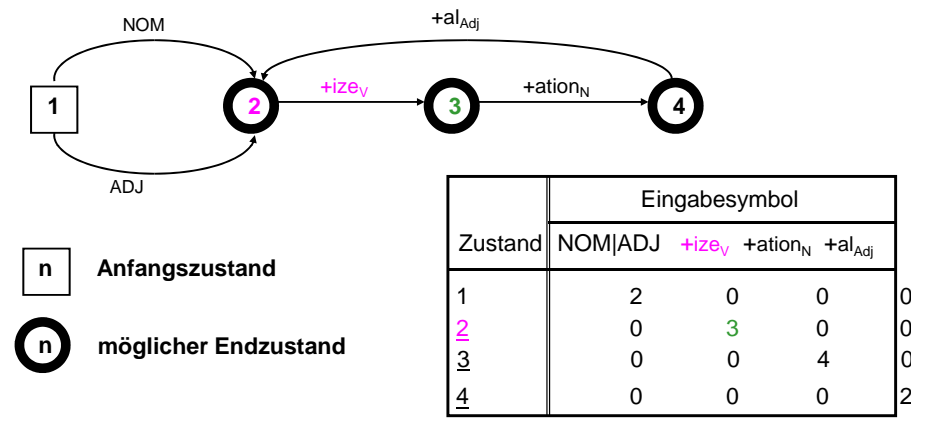 NOM
+al_Adj
1
2
+ize_V
3
+ation_N
4
ADJ
n Anfangszustand
n möglicher Endzustand
Eingabesymbol
Zustand NOM|ADJ +ize_V +ation_N +al_Adj
1 2 0 0 0
2 0 3 0 0
3 0 0 4 0
4 0 0 0 2